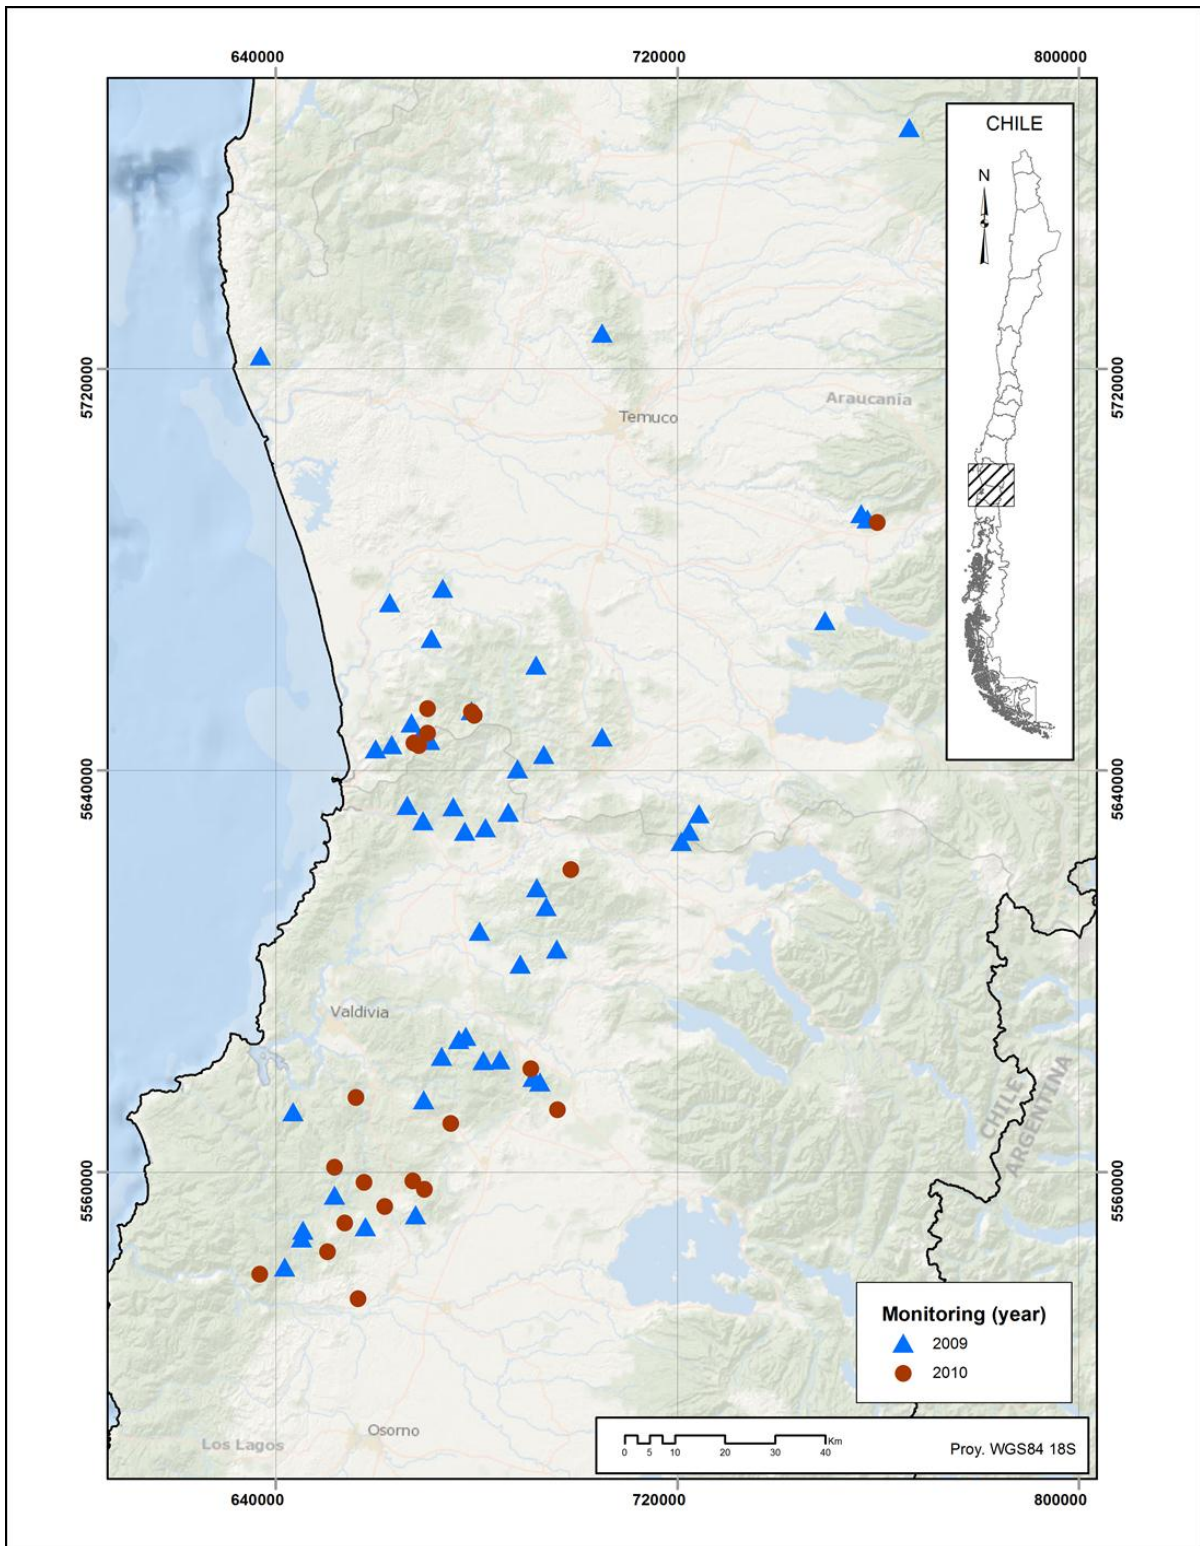 640000
720000
800000
CHILE
N
5720000
5720000
Araucanía
Temuco
5640000
5640000
Valdivia
CHILE
ARGENTINA
5560000
5560000
Monitoring (year)
2009
2010
Osorno
Los Lagos
Km
0 5 10 20 30 40
Proy. WGS84 18S
640000
720000
800000